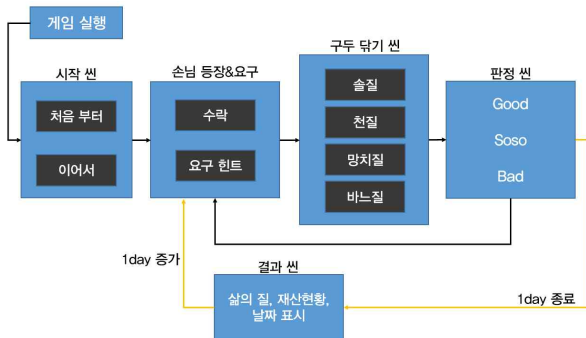 게임 실행
시작 씬
처음 부터
이어서
손님 등장&요구
수락
요구 힌트
구두 닦기 씬
솔질
천질
망치질
바느질
판정 씬
Good
Soso
Bad
1day 증가
결과 씬
삶의 질, 재산현황,
날짜 표시
1day 종료